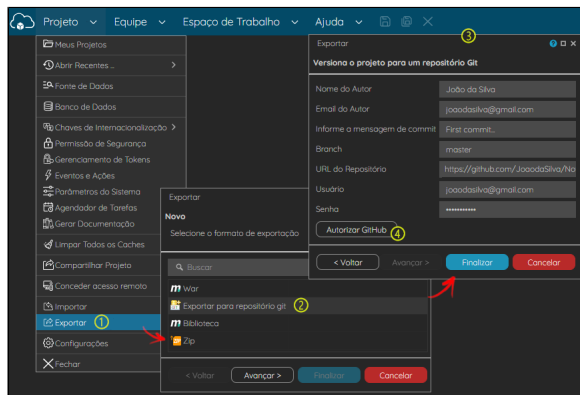 Projeto Equipe Espaço de Trabalho Ajuda
Meus Projetos
Abrir Recentes ...
Fonte de Dados
Banco de Dados
Chaves de Internacionalização
Permissão de Segurança
Gerenciamento de Tokens
Eventos e Ações
Parâmetros do Sistema
Agendador de Tarefas
Gerar Documentação
Limpar Todos os Caches
Compartilhar Projeto
Conceder acesso remoto
Importar
Exportar 1
Configurações
Fechar
Exportar
Novo
Selecione o formato de exportação
Buscar
War
Exportar para repositório git 2
Biblioteca
Zip
< Voltar Avançar > Finalizar Cancelar
3
Exportar
Versiona o projeto para um repositório Git
Nome do Autor João da Silva
Email do Autor joaodasilva@gmail.com
Informe a mensagem de commit First commit...
Branch master
URL do Repositório https://github.com/JoaodaSilva/No
Usuário joaodasilva@gmail.com
Senha ••••••••••••
Autorizar GitHub 4
< Voltar Avançar > Finalizar Cancelar